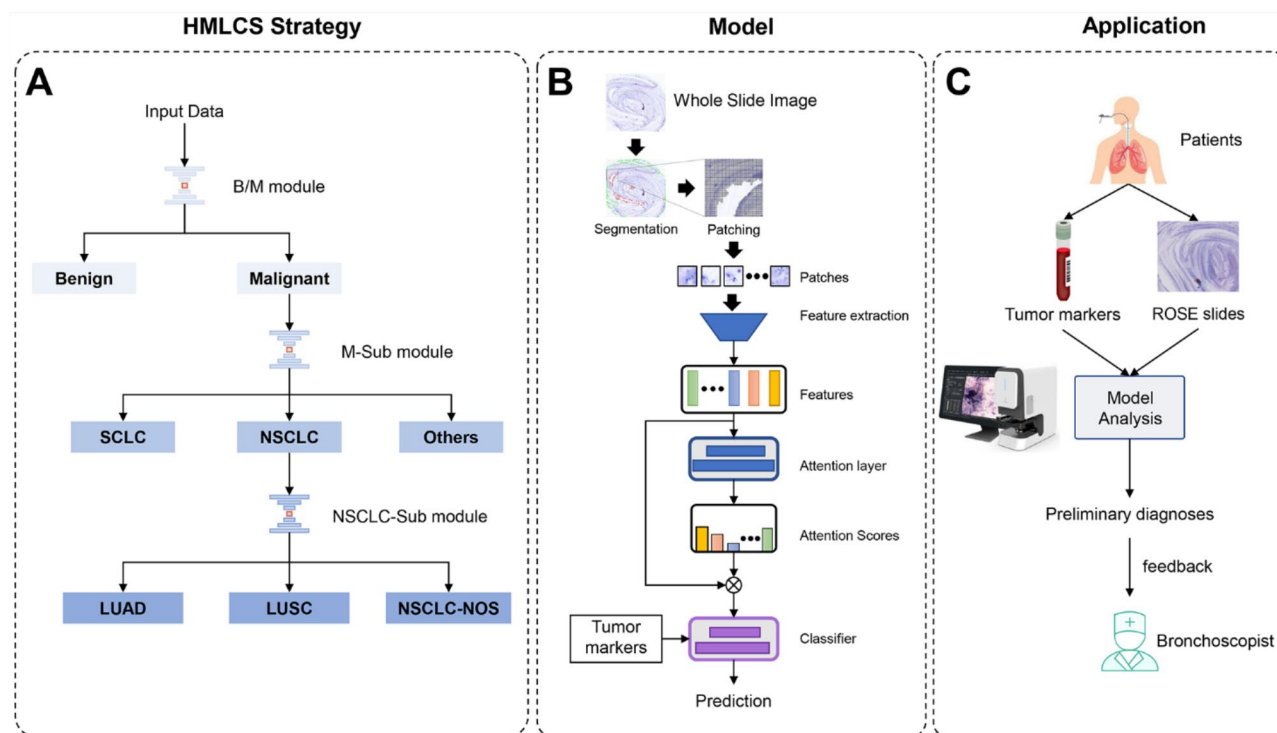 HMLCS Strategy
Model
Application
A
Input Data
B/M module
Benign
Malignant
M-Sub module
SCLC
NSCLC
Others
NSCLC-Sub module
LUAD
LUSC
NSCLC-NOS
B
Whole Slide Image
Segmentation
Patching
Patches
Feature extraction
Features
Attention layer
Attention Scores
Tumor
markers
Classifier
Prediction
C
Patients
Tumor markers
ROSE slides
Model
Analysis
Preliminary diagnoses
feedback
Bronchoscopist